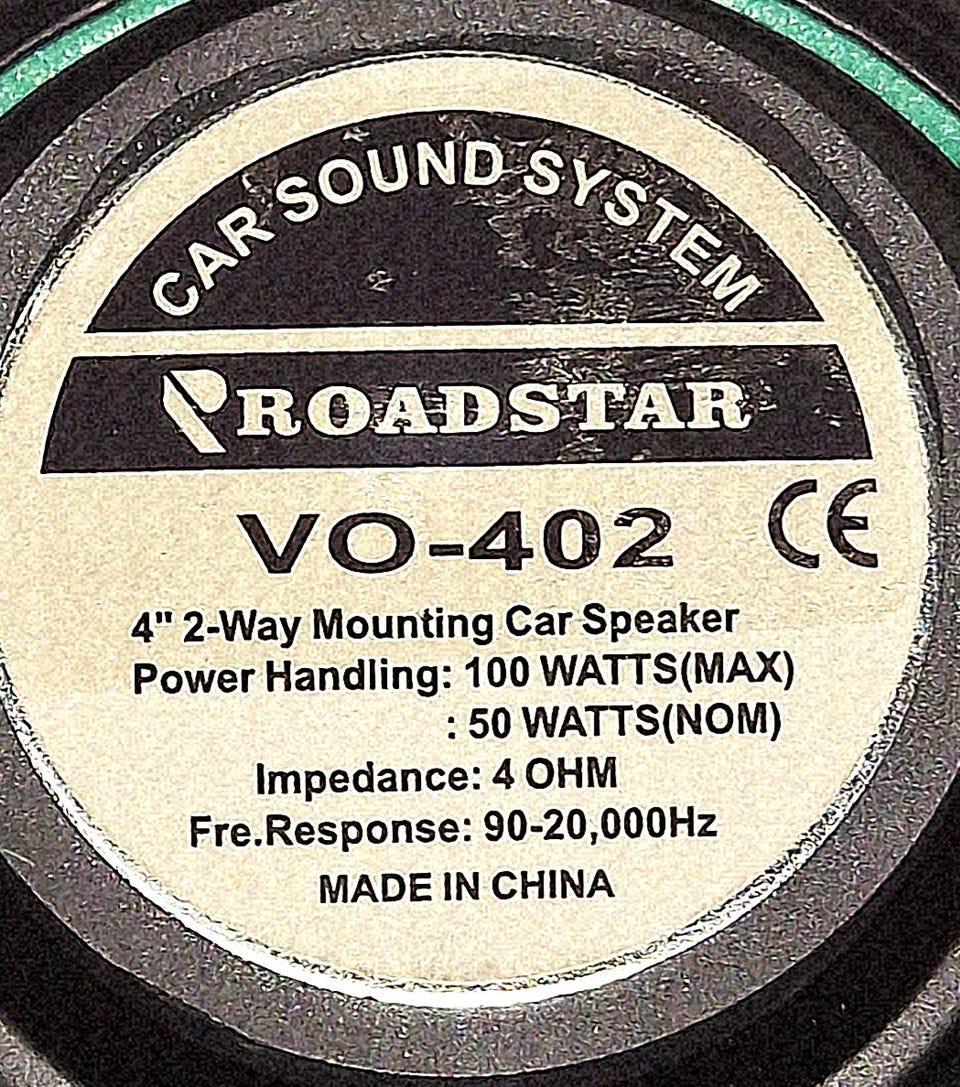 CAR SOUND SYSTEM
ROADSTAR
VO-402 CE
4" 2-Way Mounting Car Speaker
Power Handling: 100 WATTS(MAX)
: 50 WATTS(NOM)
Impedance: 4 OHM
Fre.Response: 90-20,000Hz
MADE IN CHINA